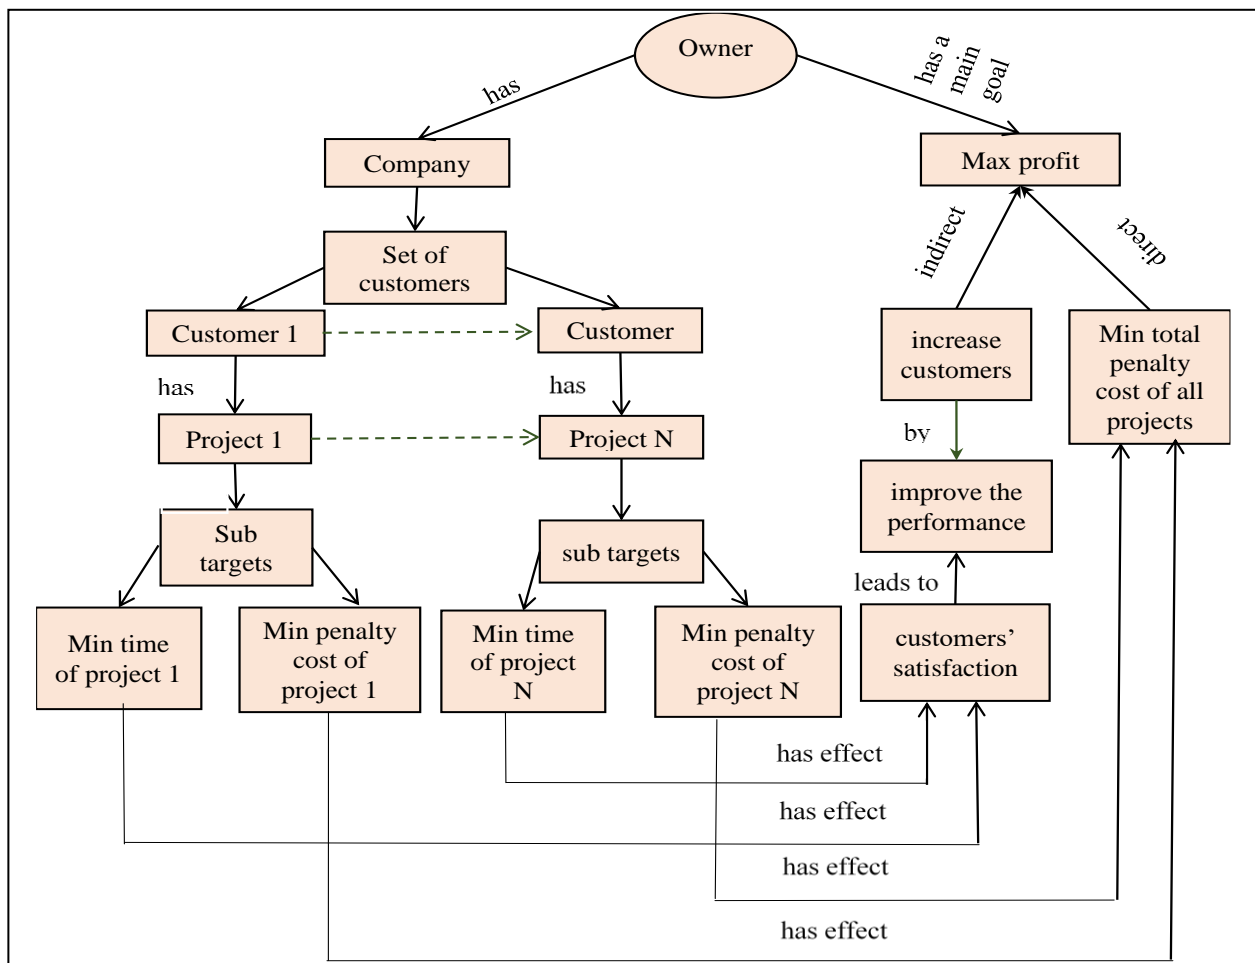 Owner
has
has a
main
goal
Company
Max profit
Set of
customers
indirect
direct
Customer 1
Customer
increase
customers
Min total
penalty
cost of all
projects
has
has
by
Project 1
Project N
improve the
performance
Sub
targets
sub targets
leads to
Min time
of project 1
Min penalty
cost of
project 1
Min time
of project
N
Min penalty
cost of
project N
customers’
satisfaction
has effect
has effect
has effect
has effect